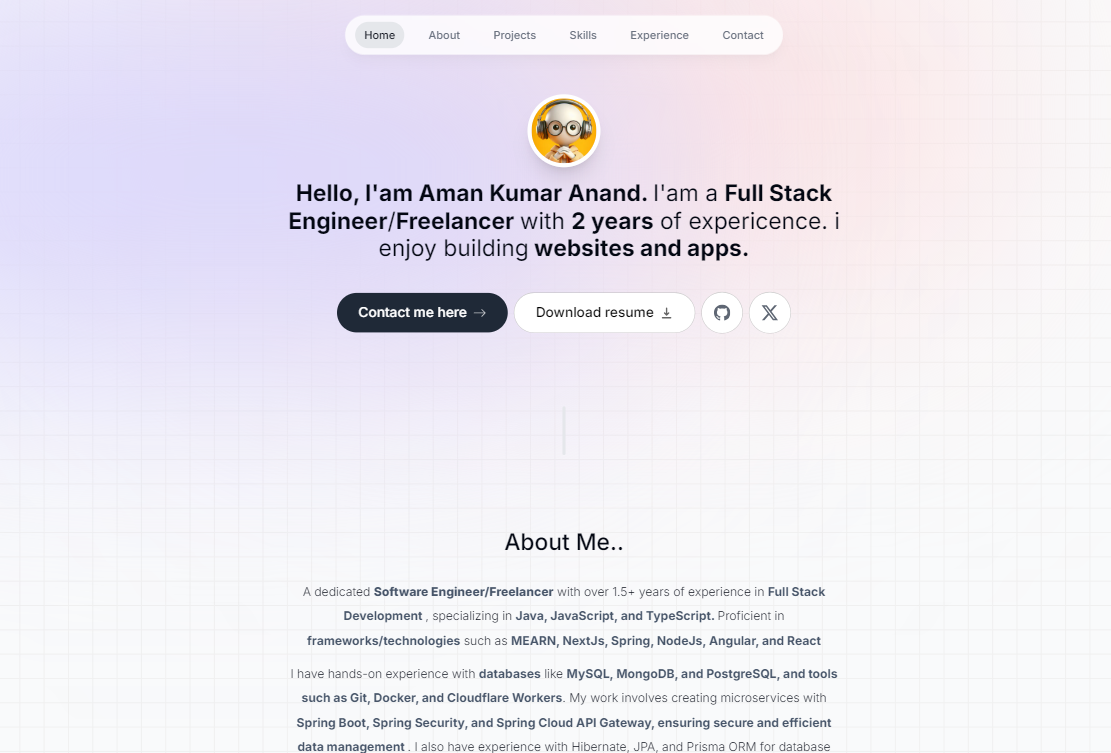 Home About Projects Skills Experience Contact
Hello, I'am Aman Kumar Anand. I'am a Full Stack
Engineer/Freelancer with 2 years of expericence. i
enjoy building websites and apps.
Contact me here → Download resume
About Me..
A dedicated Software Engineer/Freelancer with over 1.5+ years of experience in Full Stack
Development , specializing in Java, JavaScript, and TypeScript. Proficient in
frameworks/technologies such as MEARN, NextJs, Spring, NodeJs, Angular, and React
I have hands-on experience with databases like MySQL, MongoDB, and PostgreSQL, and tools
such as Git, Docker, and Cloudflare Workers. My work involves creating microservices with
Spring Boot, Spring Security, and Spring Cloud API Gateway, ensuring secure and efficient
data management . I also have experience with Hibernate, JPA, and Prisma ORM for database